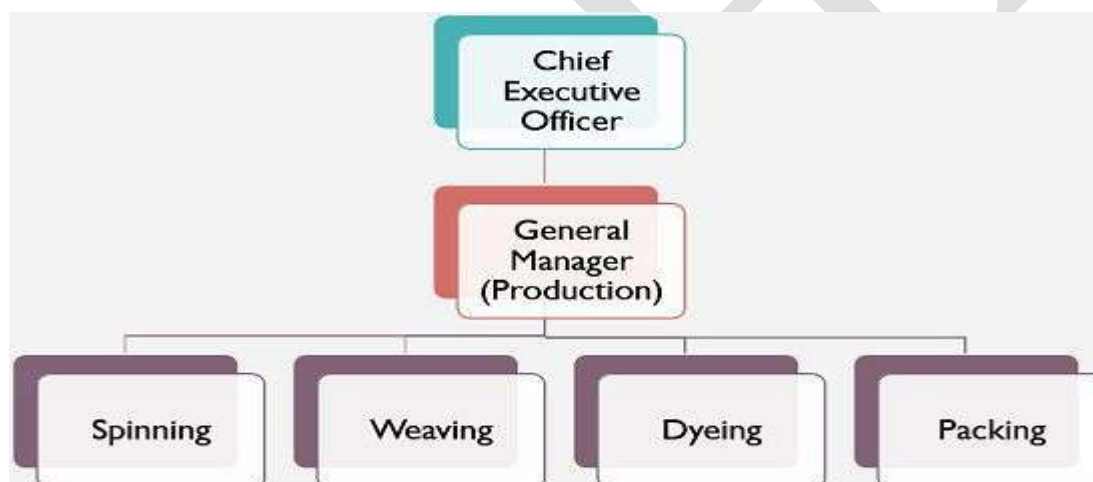 Chief
Executive
Officer
General
Manager
(Production)
Spinning
Weaving
Dyeing
Packing